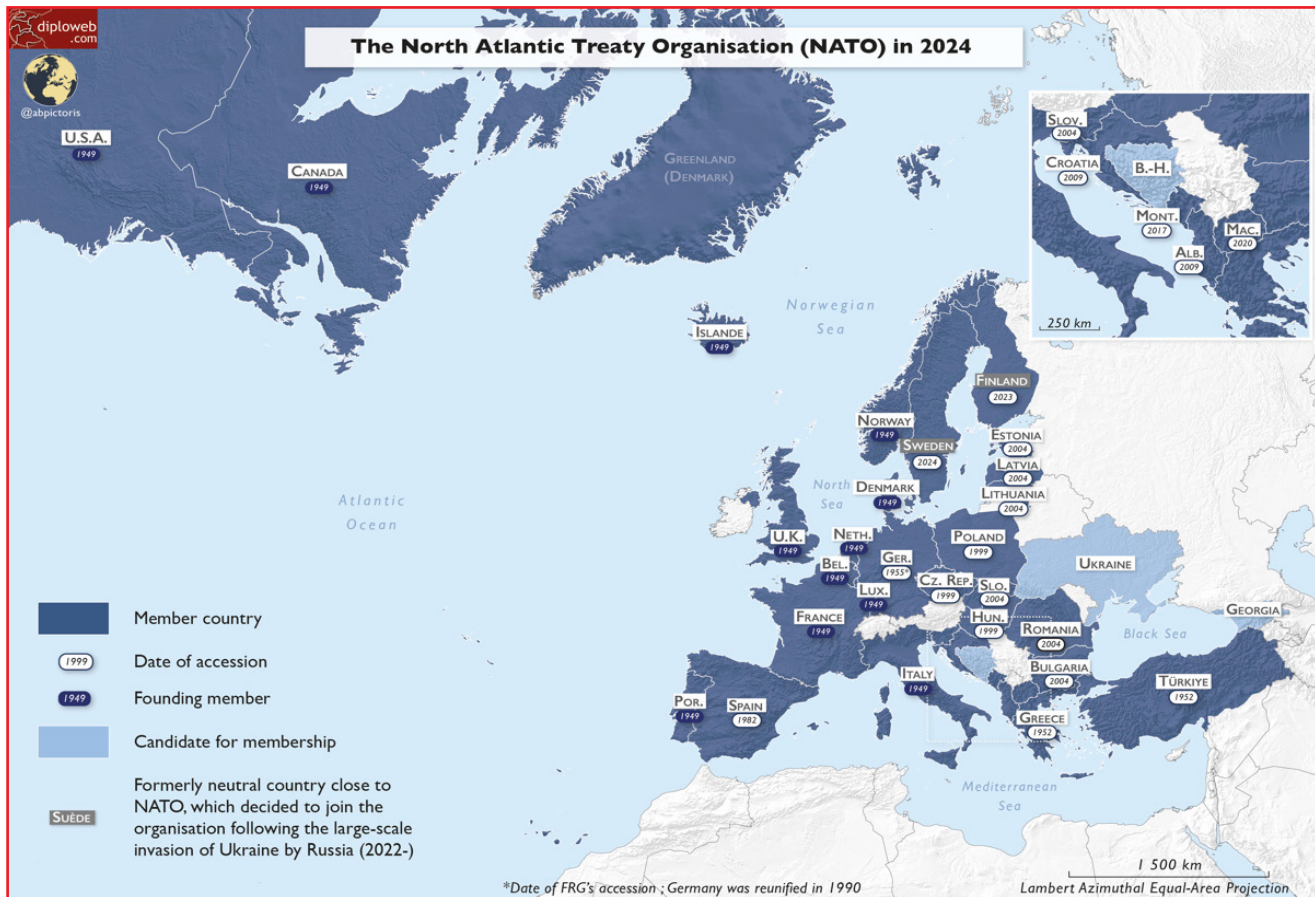 diploweb
.com
@abpictoris
The North Atlantic Treaty Organisation (NATO) in 2024
U.S.A.
1949
CANADA
1949
GREENLAND
(DENMARK)
ISLANDE
1949
Norwegian
Sea
NORWAY
1949
SWEDEN
2024
FINLAND
2023
ESTONIA
2004
LATVIA
2004
LITHUANIA
2004
North
Sea
DENMARK
1949
Atlantic
Ocean
U.K.
1949
NETH.
1949
BEL.
1949
LUX.
1949
GER.
1955*
POLAND
1999
CZ. REP.
1999
SLO.
2004
HUN.
1999
UKRAINE
GEORGIA
Black Sea
FRANCE
1949
ROMANIA
2004
BULGARIA
2004
ITALY
1949
POR.
1949
SPAIN
1982
GREECE
1952
TÜRKIYE
1952
Mediterranean
Sea
SLOV.
2004
CROATIA
2009
B.-H.
MONT.
2017
MAC.
2020
ALB.
2009
250 km
Member country
1999
Date of accession
1949
Founding member
Candidate for membership
SUÈDE
Formerly neutral country close to
NATO, which decided to join the
organisation following the large-scale
invasion of Ukraine by Russia (2022-)
*Date of FRG's accession ; Germany was reunified in 1990
1 500 km
Lambert Azimuthal Equal-Area Projection